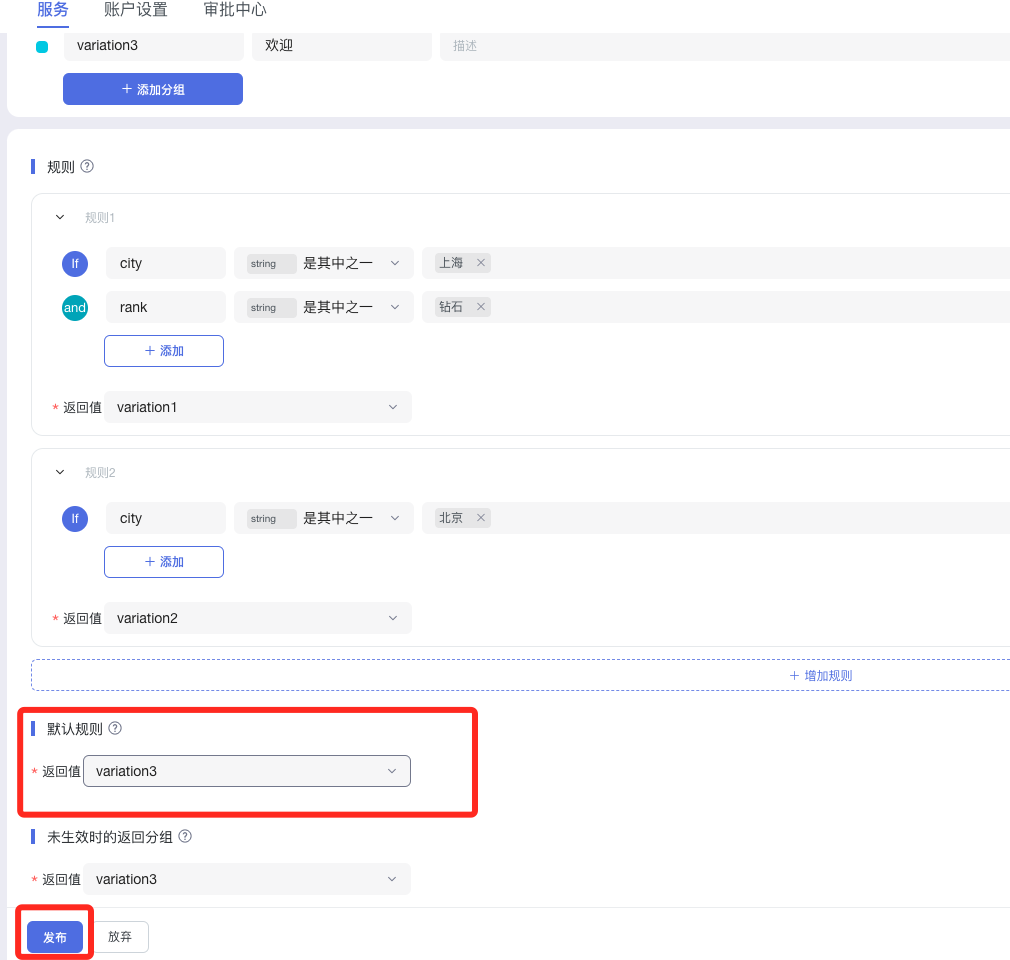 服务 账户设置 审批中心
variation3 欢迎 描述
+ 添加分组
规则 ?
规则1
If city string 是其中之一 上海 ×
and rank string 是其中之一 钻石 ×
+ 添加
* 返回值 variation1
规则2
If city string 是其中之一 北京 ×
+ 添加
* 返回值 variation2
+ 增加规则
默认规则 ?
* 返回值 variation3
未生效时的返回分组 ?
* 返回值 variation3
发布 放弃